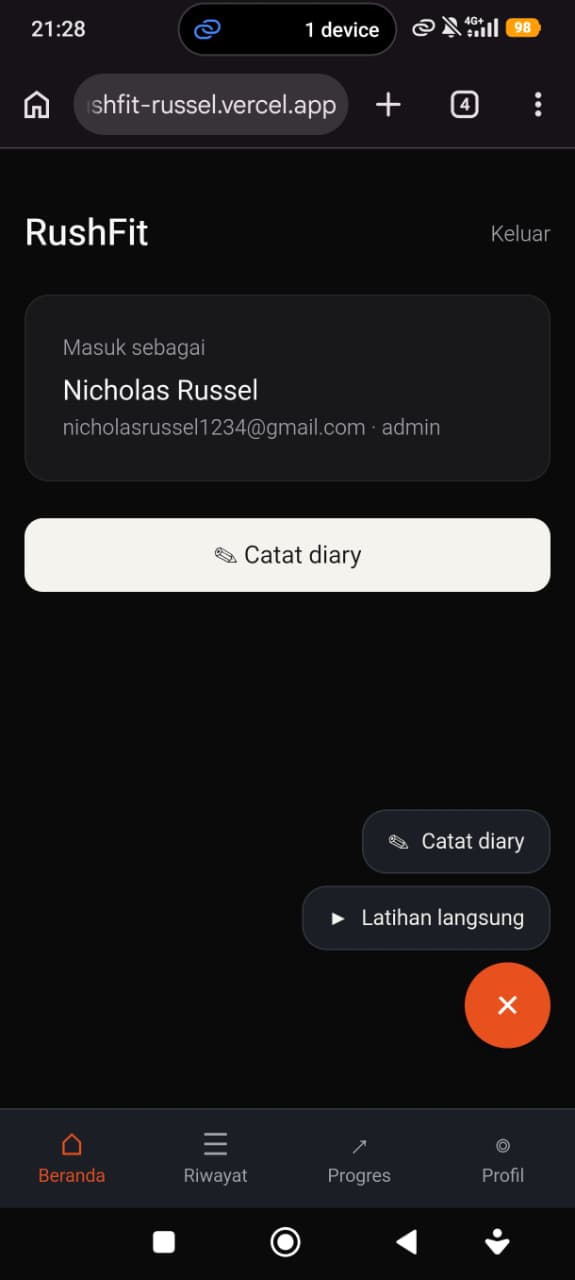 21:28
1 device
4G+
98
shfit-russel.vercel.app
4
RushFit
Keluar
Masuk sebagai
Nicholas Russel
nicholasrussel1234@gmail.com · admin
✎ Catat diary
✎ Catat diary
► Latihan langsung
×
Beranda
Riwayat
Progres
Profil